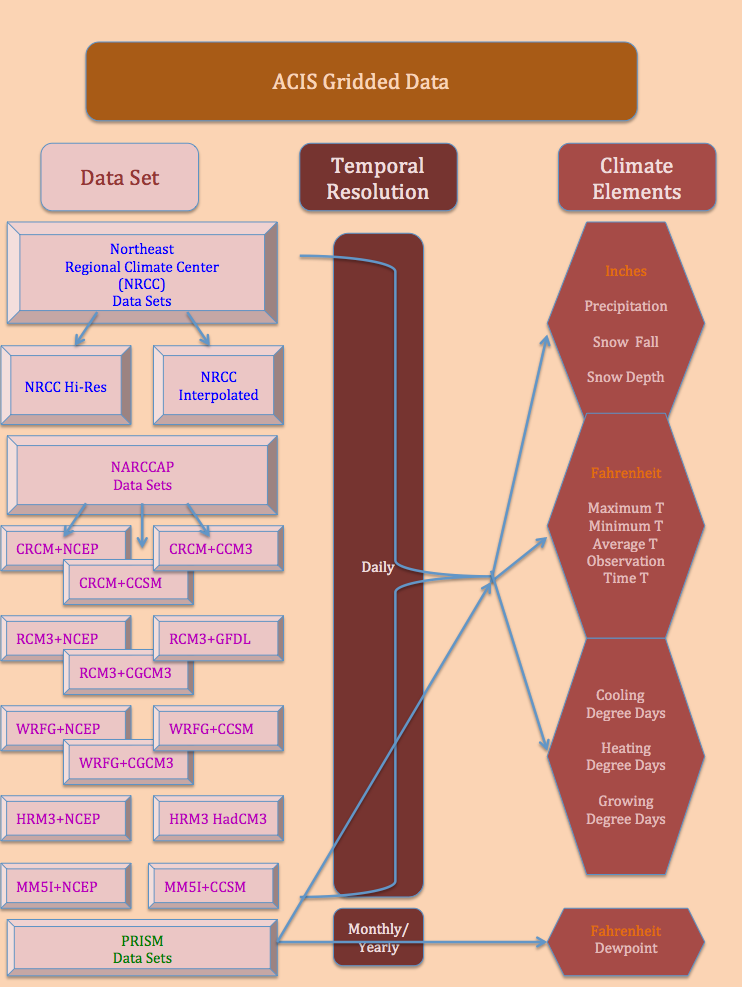 ACIS Gridded Data
Data Set
Temporal
Resolution
Climate
Elements
Northeast
Regional Climate Center
(NRCC)
Data Sets
NRCC Hi-Res
NRCC
Interpolated
NARCCAP
Data Sets
CRCM+NCEP
CRCM+CCM3
CRCM+CCSM
RCM3+NCEP
RCM3+GFDL
RCM3+CGCM3
WRFG+NCEP
WRFG+CCSM
WRFG+CGCM3
HRM3+NCEP
HRM3 HadCM3
MM5I+NCEP
MM5I+CCSM
PRISM
Data Sets
Daily
Monthly/
Yearly
Inches
Precipitation
Snow Fall
Snow Depth
Fahrenheit
Maximum T
Minimum T
Average T
Observation
Time T
Cooling
Degree Days
Heating
Degree Days
Growing
Degree Days
Fahrenheit
Dewpoint